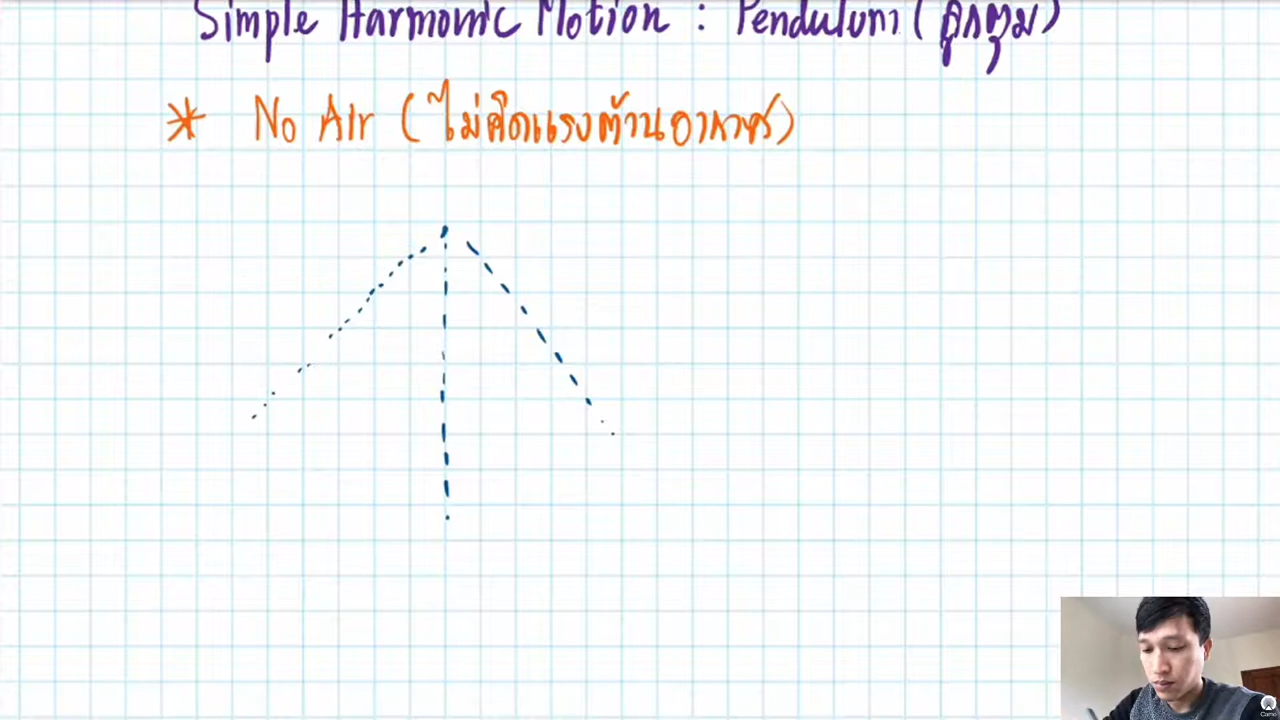 Simple Harmonic Motion : Pendulum (ลูกตุม)
* No Air (ไม่คิดแรงต้านอากาศ)
Camo